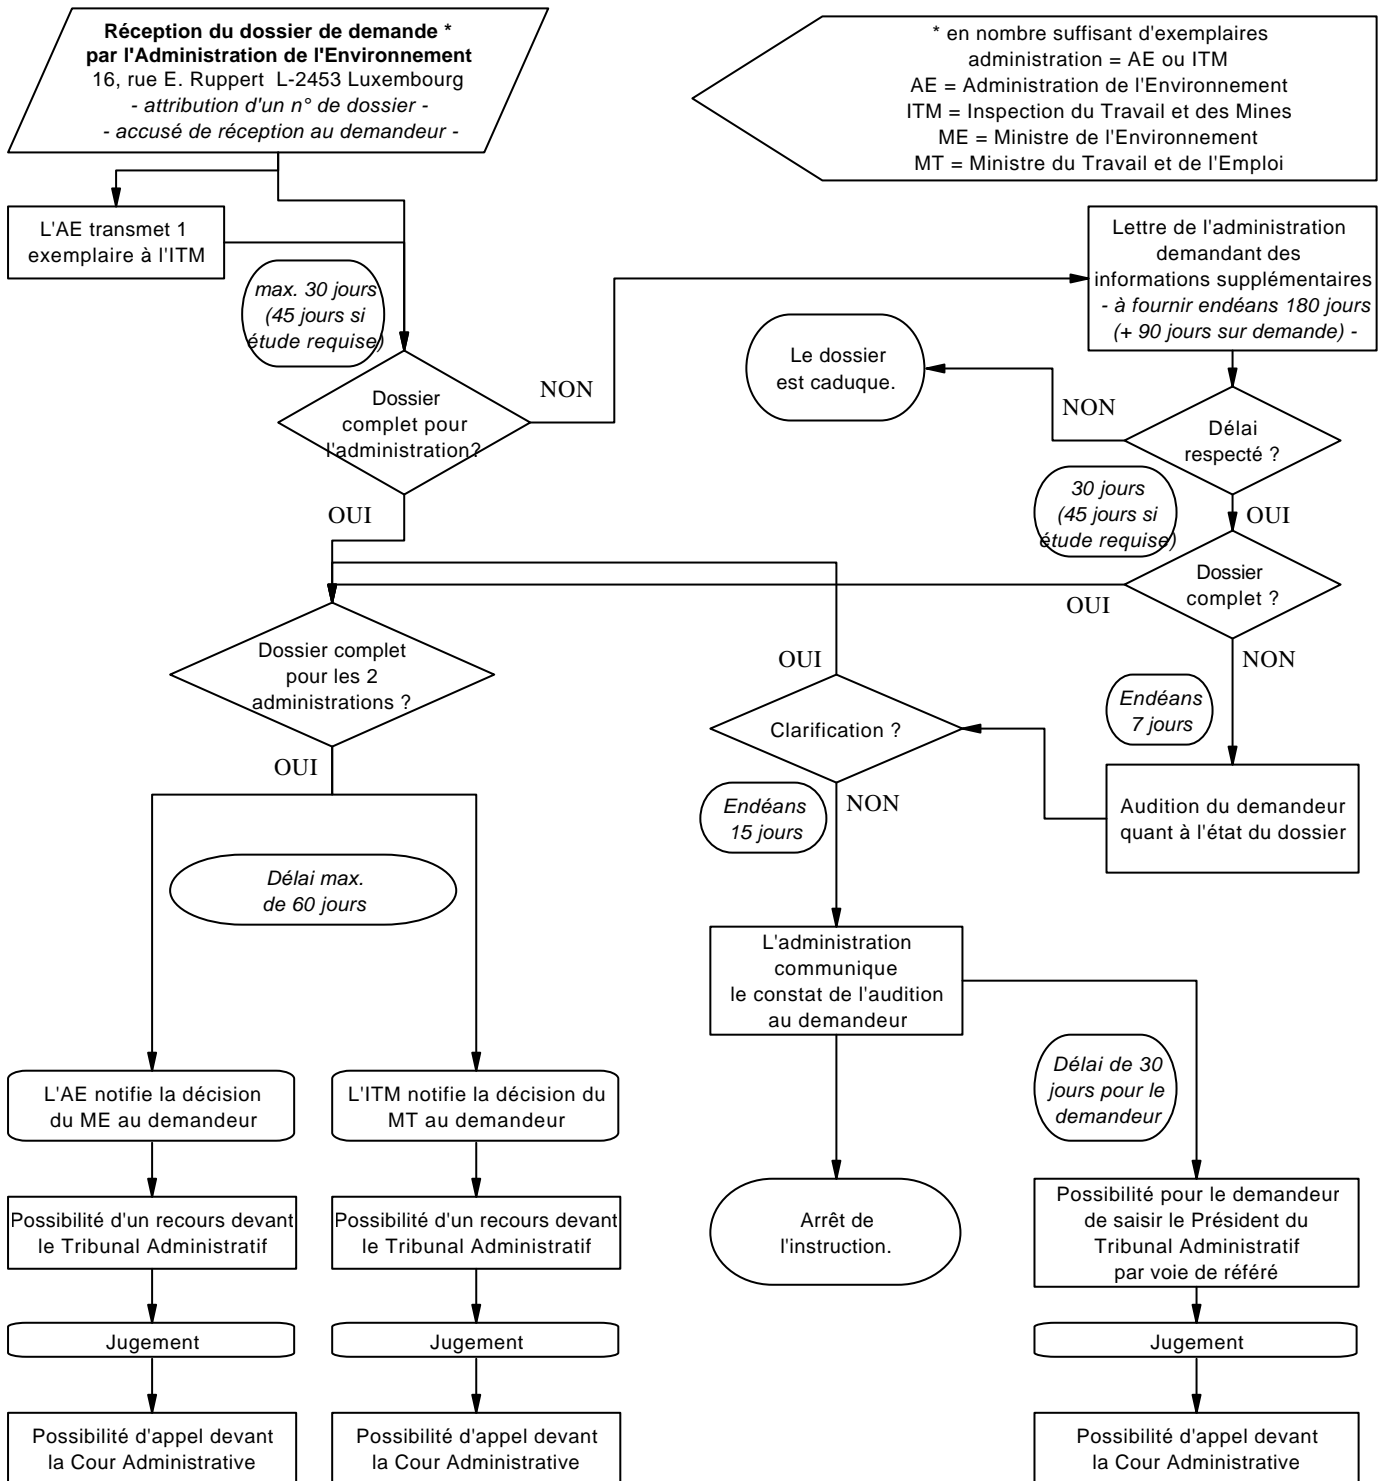 Réception du dossier de demande *
par l'Administration de l'Environnement
16, rue E. Ruppert  L-2453 Luxembourg
- attribution d'un n° de dossier -
- accusé de réception au demandeur -
* en nombre suffisant d'exemplaires
administration = AE ou ITM
AE = Administration de l'Environnement
ITM = Inspection du Travail et des Mines
ME = Ministre de l'Environnement
MT = Ministre du Travail et de l'Emploi
L'AE transmet 1
exemplaire à l'ITM
max. 30 jours
(45 jours si
étude requise)
Lettre de l'administration
demandant des
informations supplémentaires
- à fournir endéans 180 jours
(+ 90 jours sur demande) -
Le dossier
est caduque.
NON
Dossier
complet pour
l'administration?
NON
Délai
respecté ?
OUI
30 jours
(45 jours si
étude requise)
OUI
Dossier
complet ?
OUI
NON
Dossier complet
pour les 2
administrations ?
OUI
OUI
Clarification ?
Endéans
7 jours
Audition du demandeur
quant à l'état du dossier
Endéans
15 jours
NON
Délai max.
de 60 jours
L'administration
communique
le constat de l'audition
au demandeur
Délai de 30
jours pour le
demandeur
L'AE notifie la décision
du ME au demandeur
L'ITM notifie la décision du
MT au demandeur
Possibilité d'un recours devant
le Tribunal Administratif
Possibilité d'un recours devant
le Tribunal Administratif
Arrêt de
l'instruction.
Possibilité pour le demandeur
de saisir le Président du
Tribunal Administratif
par voie de référé
Jugement
Jugement
Jugement
Possibilité d'appel devant
la Cour Administrative
Possibilité d'appel devant
la Cour Administrative
Possibilité d'appel devant
la Cour Administrative